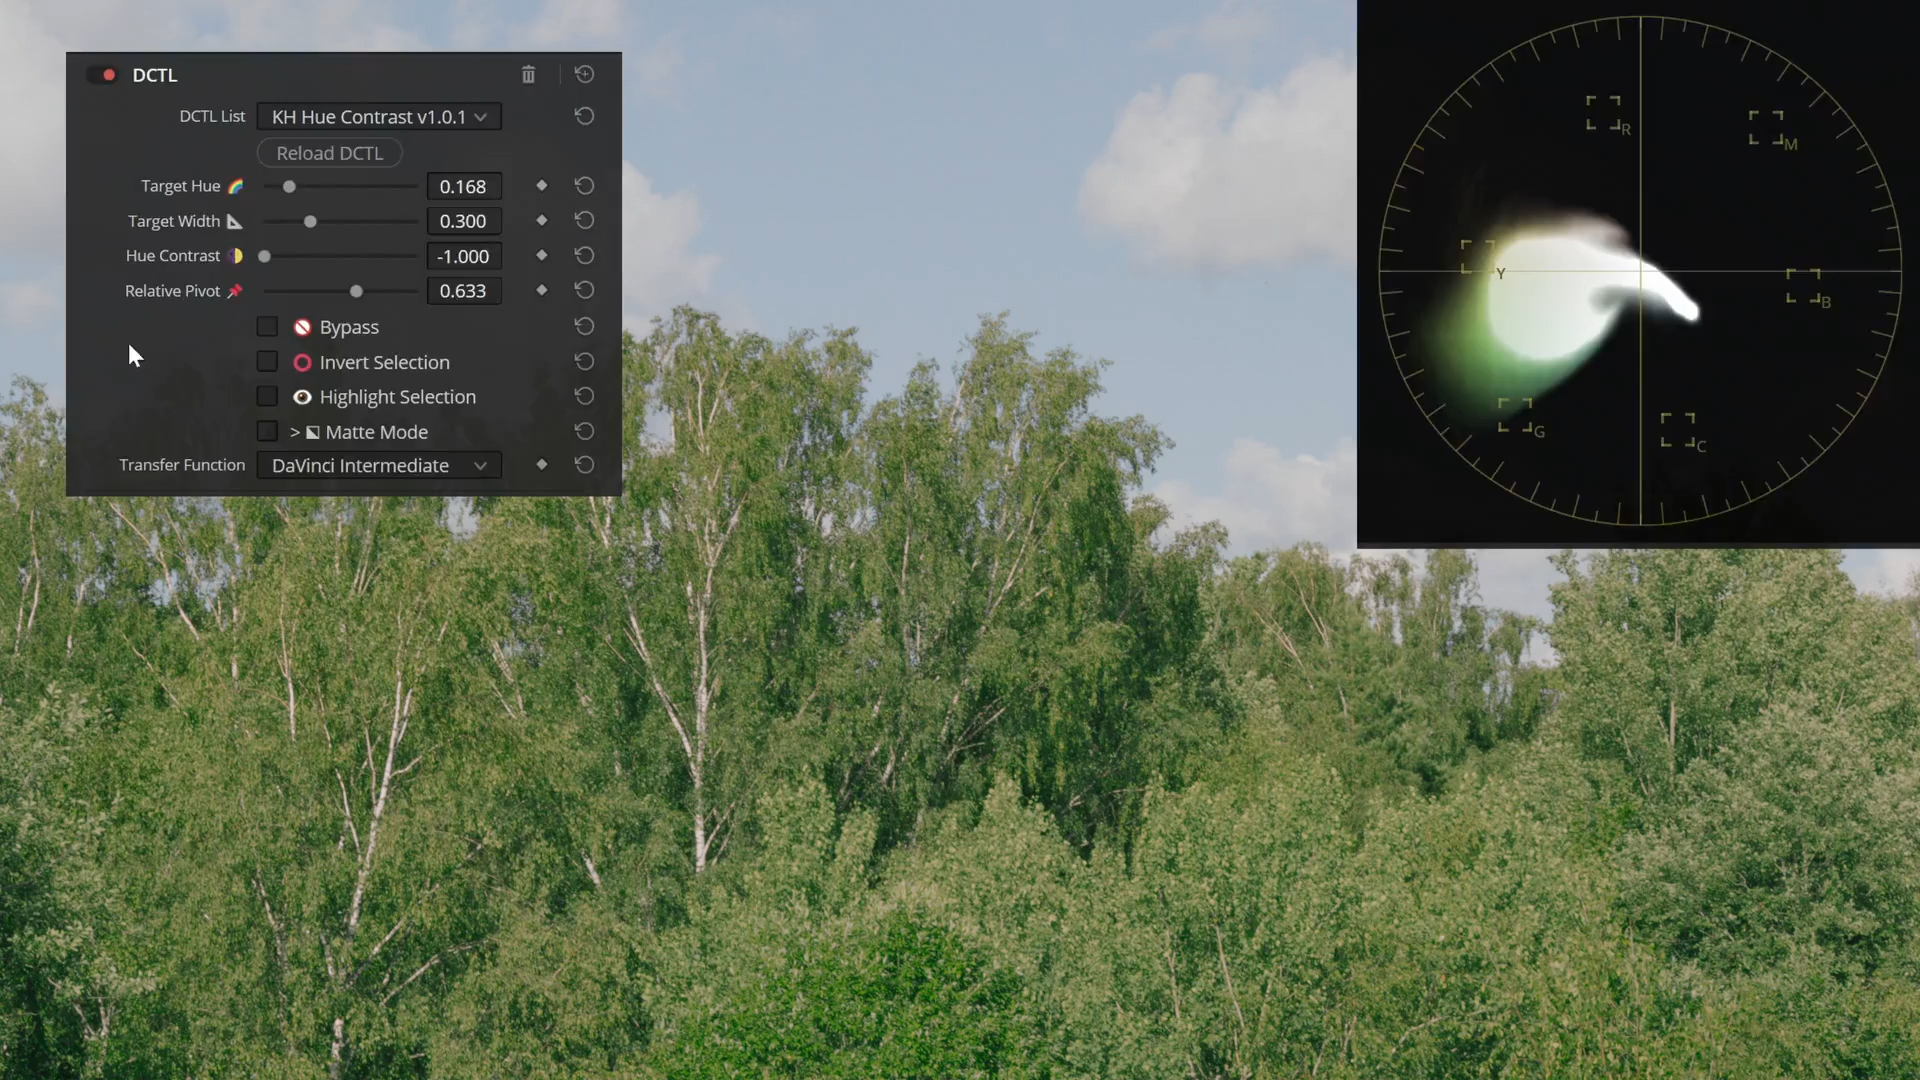 DCTL
DCTL List KH Hue Contrast v1.0.1
Reload DCTL
Target Hue 0.168
Target Width 0.300
Hue Contrast -1.000
Relative Pivot 0.633
Bypass
Invert Selection
Highlight Selection
> Matte Mode
Transfer Function DaVinci Intermediate
R
M
Y
B
G
C